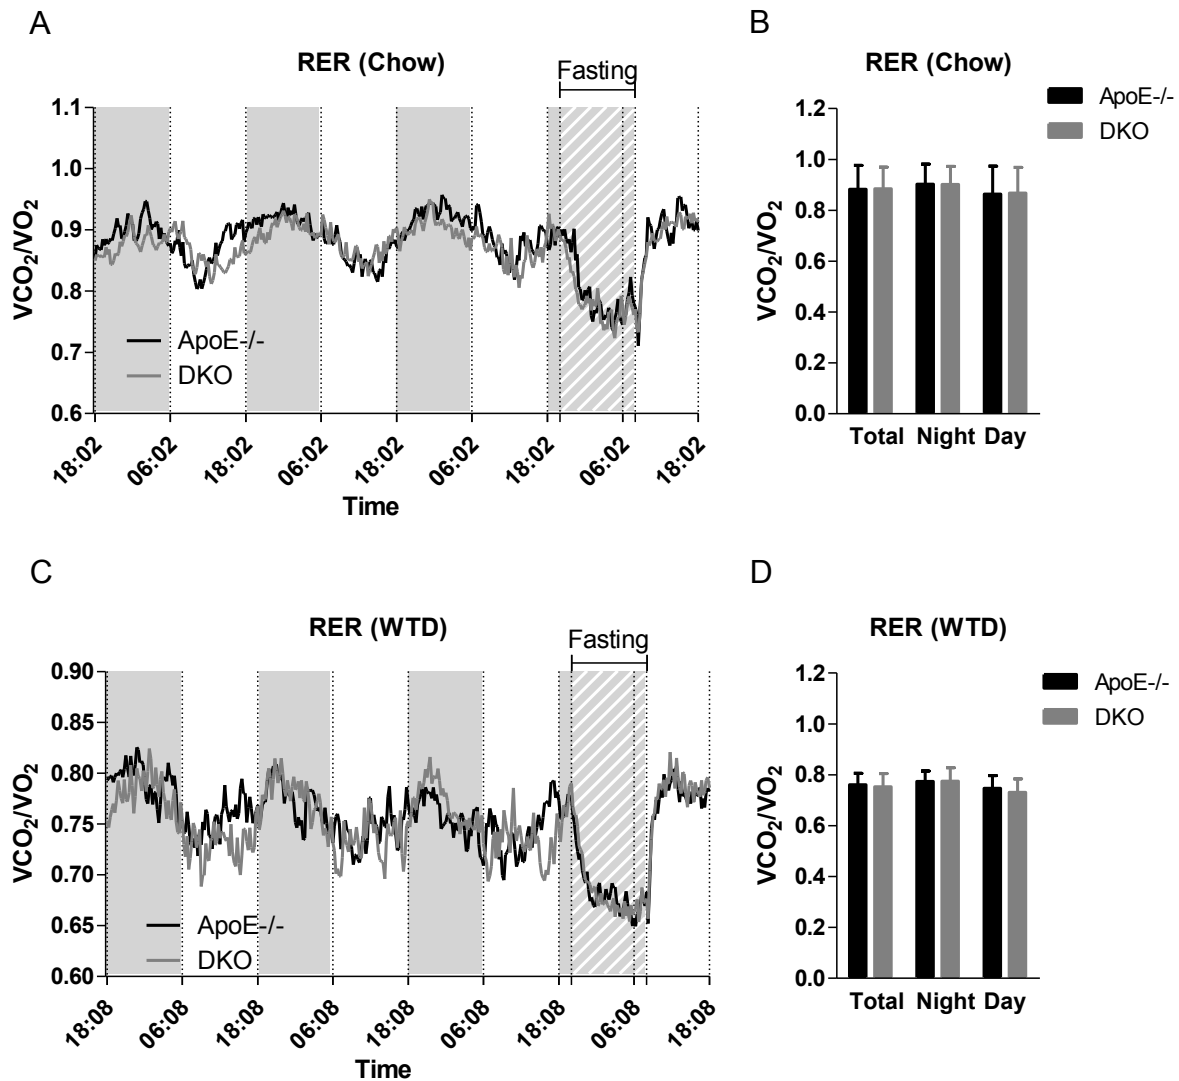 A
RER (Chow)
Fasting
VCO2/VO2
1.1
1.0
0.9
0.8
0.7
0.6
ApoE-/-
DKO
18:02
06:02
18:02
06:02
18:02
06:02
18:02
06:02
18:02
Time
B
RER (Chow)
ApoE-/-
DKO
VCO2/VO2
1.2
1.0
0.8
0.6
0.4
0.2
0.0
Total Night Day
C
RER (WTD)
Fasting
VCO2/VO2
0.90
0.85
0.80
0.75
0.70
0.65
0.60
ApoE-/-
DKO
18:08
06:08
18:08
06:08
18:08
06:08
18:08
06:08
18:08
Time
D
RER (WTD)
ApoE-/-
DKO
VCO2/VO2
1.2
1.0
0.8
0.6
0.4
0.2
0.0
Total Night Day